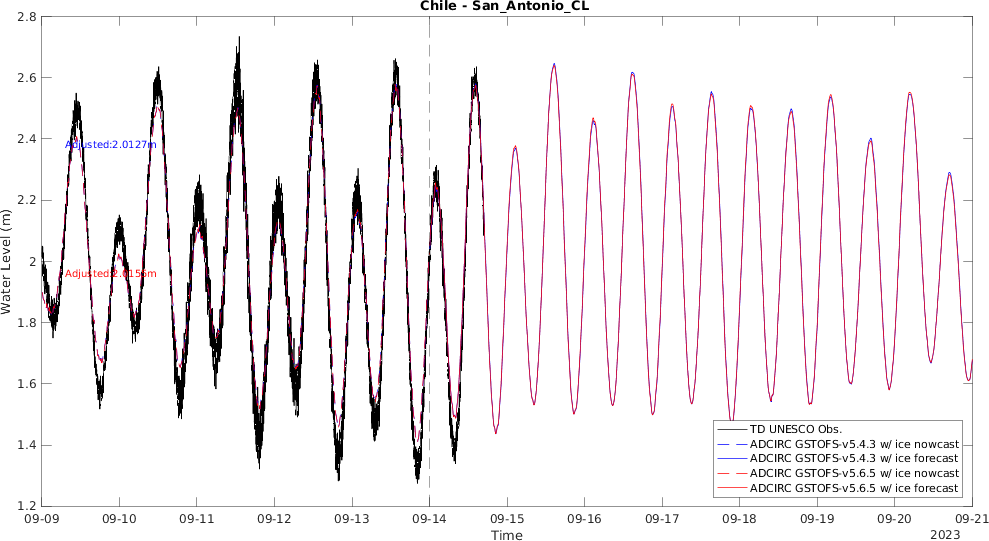 Chile - San_Antonio_CL
2.8
2.6
2.4
2.2
2
1.8
1.6
1.4
1.2
Water Level (m)
Adjusted:2.0127m
Adjusted:2.0156m
TD UNESCO Obs.
ADCIRC GSTOFS-v5.4.3 w/ ice nowcast
ADCIRC GSTOFS-v5.4.3 w/ ice forecast
ADCIRC GSTOFS-v5.6.5 w/ ice nowcast
ADCIRC GSTOFS-v5.6.5 w/ ice forecast
09-09 09-10 09-11 09-12 09-13 09-14 09-15 09-16 09-17 09-18 09-19 09-20 09-21
Time
2023